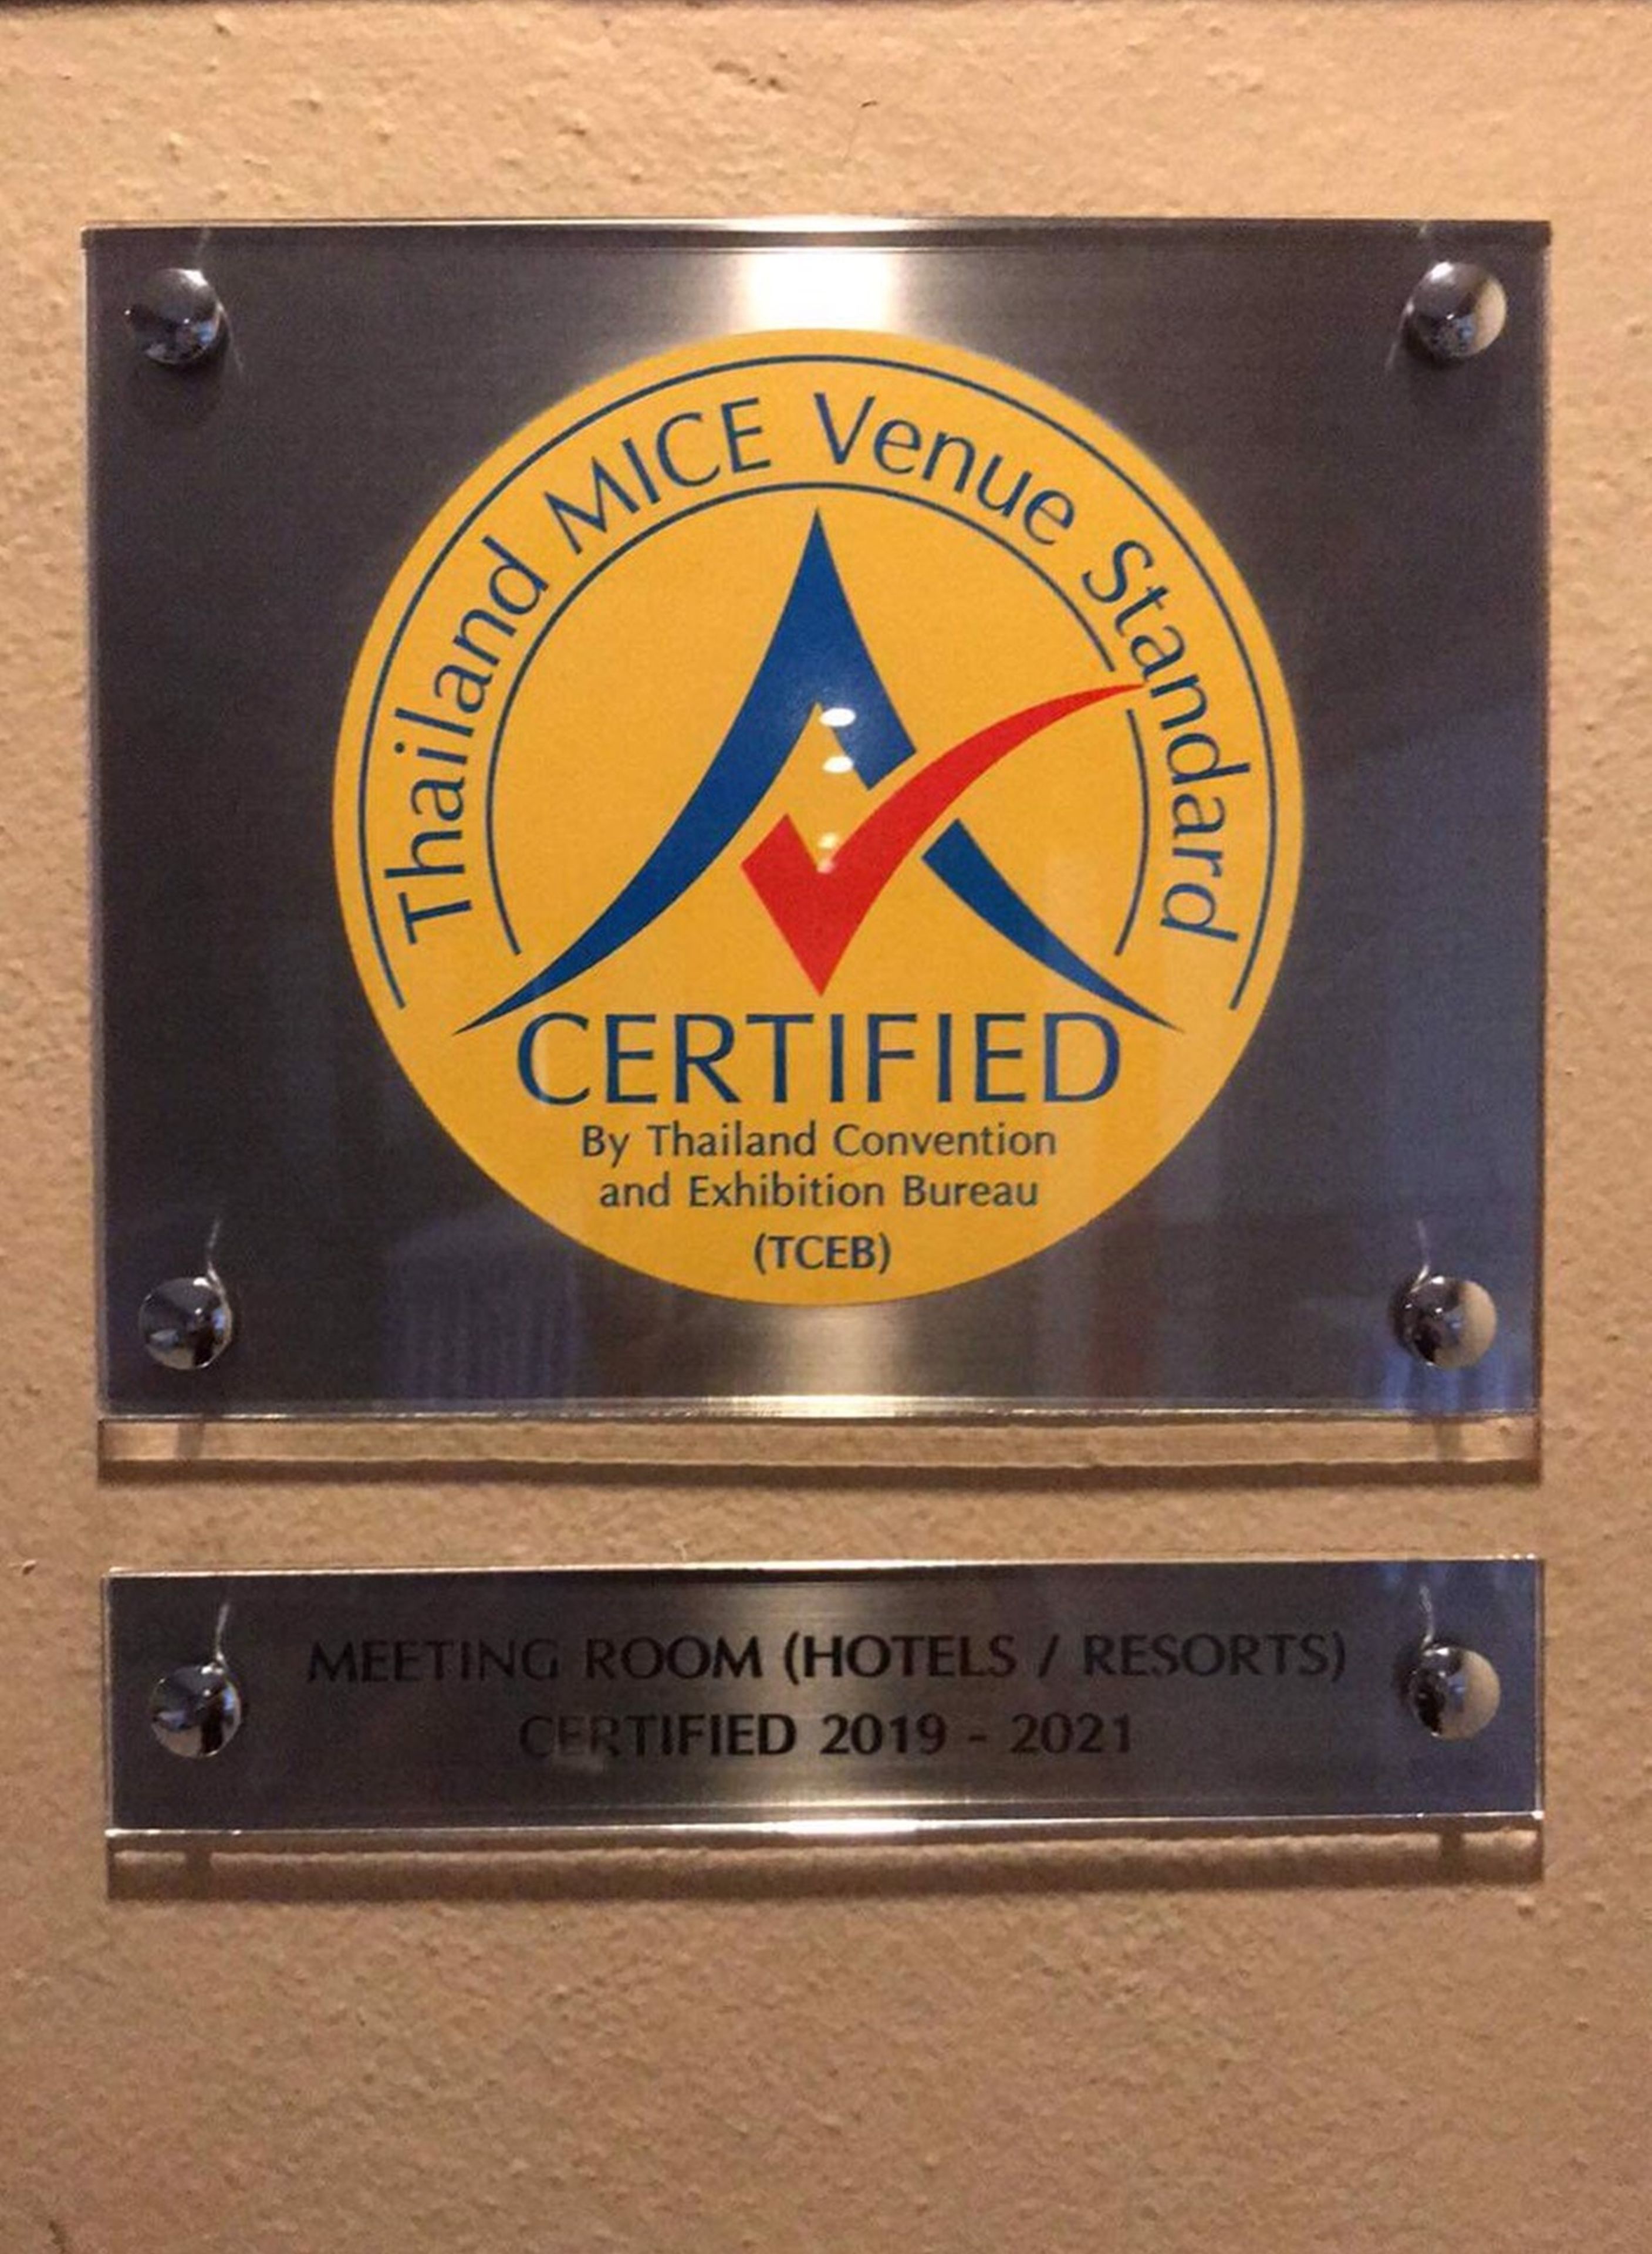 Thailand MICE Venue Standard
CERTIFIED
By Thailand Convention
and Exhibition Bureau
(TCEB)
MEETING ROOM (HOTELS / RESORTS)
CERTIFIED 2019 - 2021